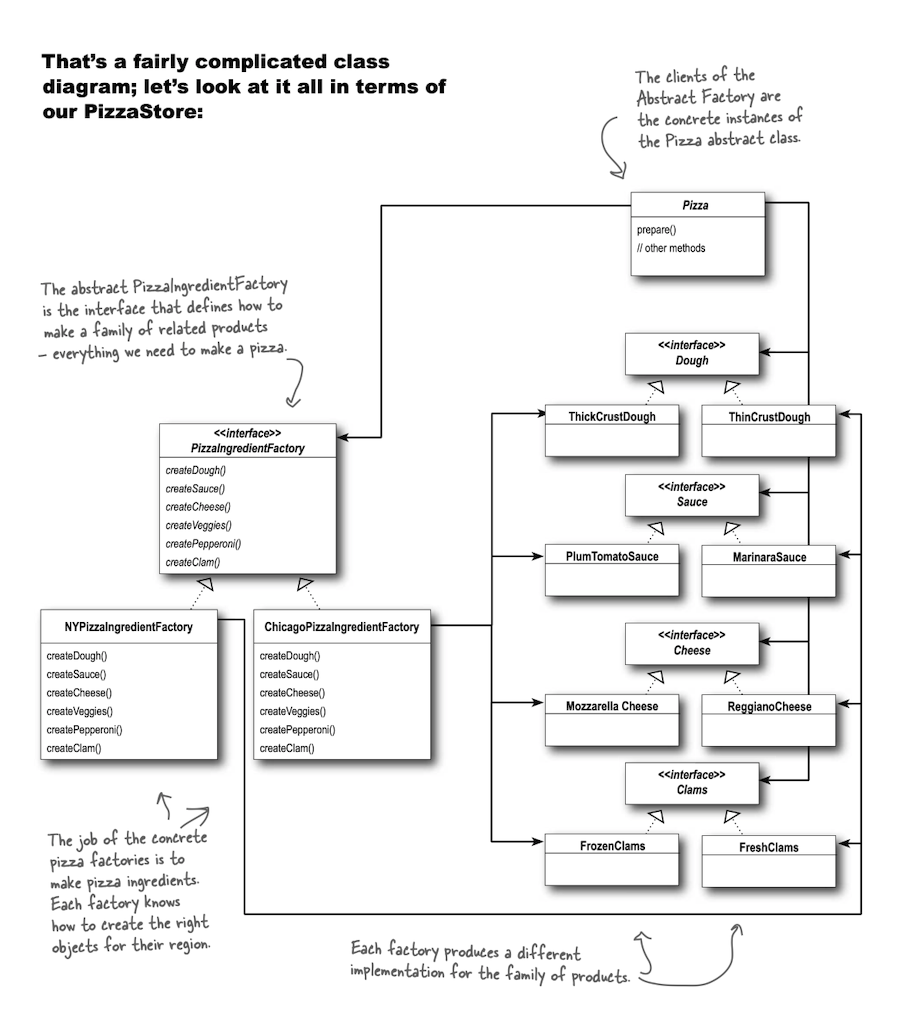 That's a fairly complicated class
diagram; let's look at it all in terms of
our PizzaStore:
The clients of the
Abstract Factory are
the concrete instances of
the Pizza abstract class.
Pizza
prepare()
// other methods
The abstract PizzaIngredientFactory
is the interface that defines how to
make a family of related products
– everything we need to make a pizza.
<<interface>>
Dough
ThickCrustDough
ThinCrustDough
<<interface>>
PizzaIngredientFactory
createDough()
createSauce()
createCheese()
createVeggies()
createPepperoni()
createClam()
<<interface>>
Sauce
PlumTomatoSauce
MarinaraSauce
NYPizzaIngredientFactory
createDough()
createSauce()
createCheese()
createVeggies()
createPepperoni()
createClam()
ChicagoPizzaIngredientFactory
createDough()
createSauce()
createCheese()
createVeggies()
createPepperoni()
createClam()
<<interface>>
Cheese
Mozzarella Cheese
ReggianoCheese
<<interface>>
Clams
FrozenClams
FreshClams
The job of the concrete
pizza factories is to
make pizza ingredients.
Each factory knows
how to create the right
objects for their region.
Each factory produces a different
implementation for the family of products.